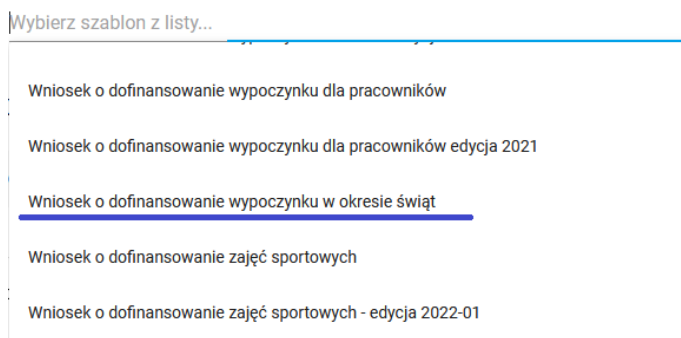 Wybierz szablon z listy...
Wniosek o dofinansowanie wypoczynku dla pracowników
Wniosek o dofinansowanie wypoczynku dla pracowników edycja 2021
Wniosek o dofinansowanie wypoczynku w okresie świąt
Wniosek o dofinansowanie zajęć sportowych
Wniosek o dofinansowanie zajęć sportowych - edycja 2022-01